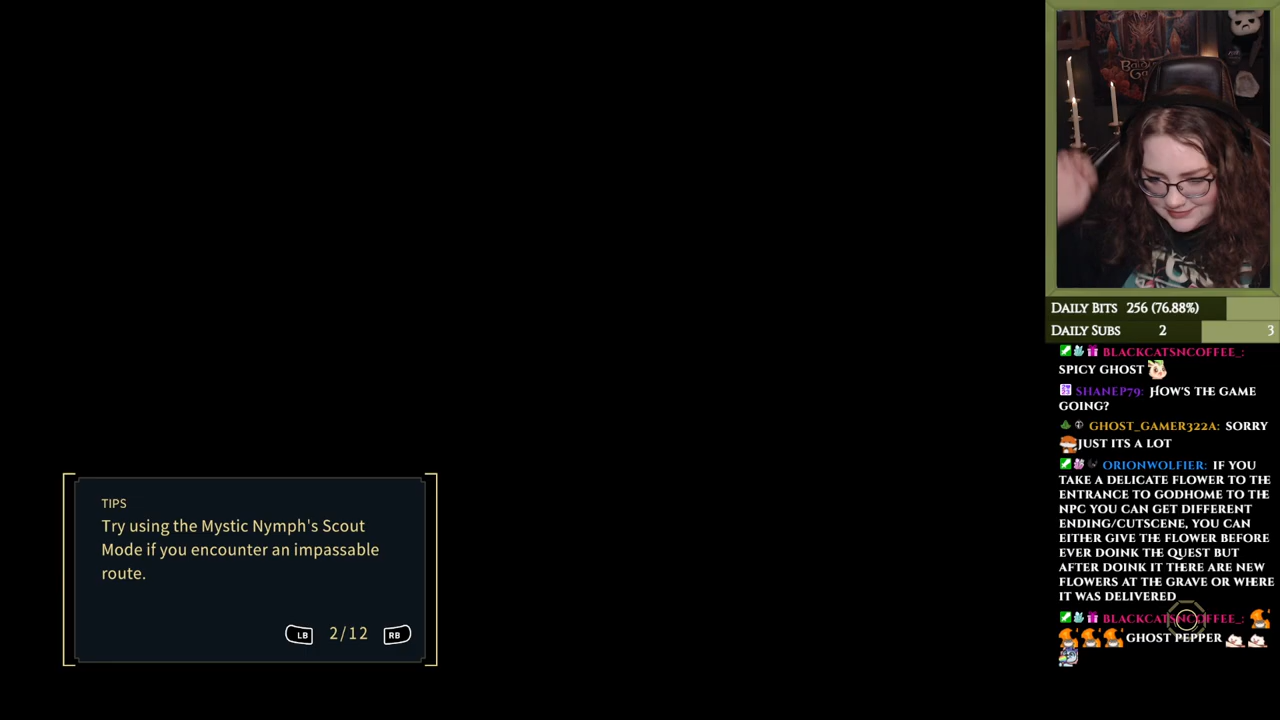 TIPS
Try using the Mystic Nymph's Scout
Mode if you encounter an impassable
route.
LB 2/12 RB
DAILY BITS 256 (76.88%)
DAILY SUBS 2 3
BLACKCATSNCOFFEE_:
SPICY GHOST
SHANEP79: HOW'S THE GAME
GOING?
GHOST_GAMER322A: SORRY
JUST ITS A LOT
ORIONWOLFIER: IF YOU
TAKE A DELICATE FLOWER TO THE
ENTRANCE TO GODHOME TO THE
NPC YOU CAN GET DIFFERENT
ENDING/CUTSCENE, YOU CAN
EITHER GIVE THE FLOWER BEFORE
EVER DOINK THE QUEST BUT
AFTER DOINK IT THERE ARE NEW
FLOWERS AT THE GRAVE OR WHERE
IT WAS DELIVERED
BLACKCATSNCOFFEE_:
GHOST PEPPER